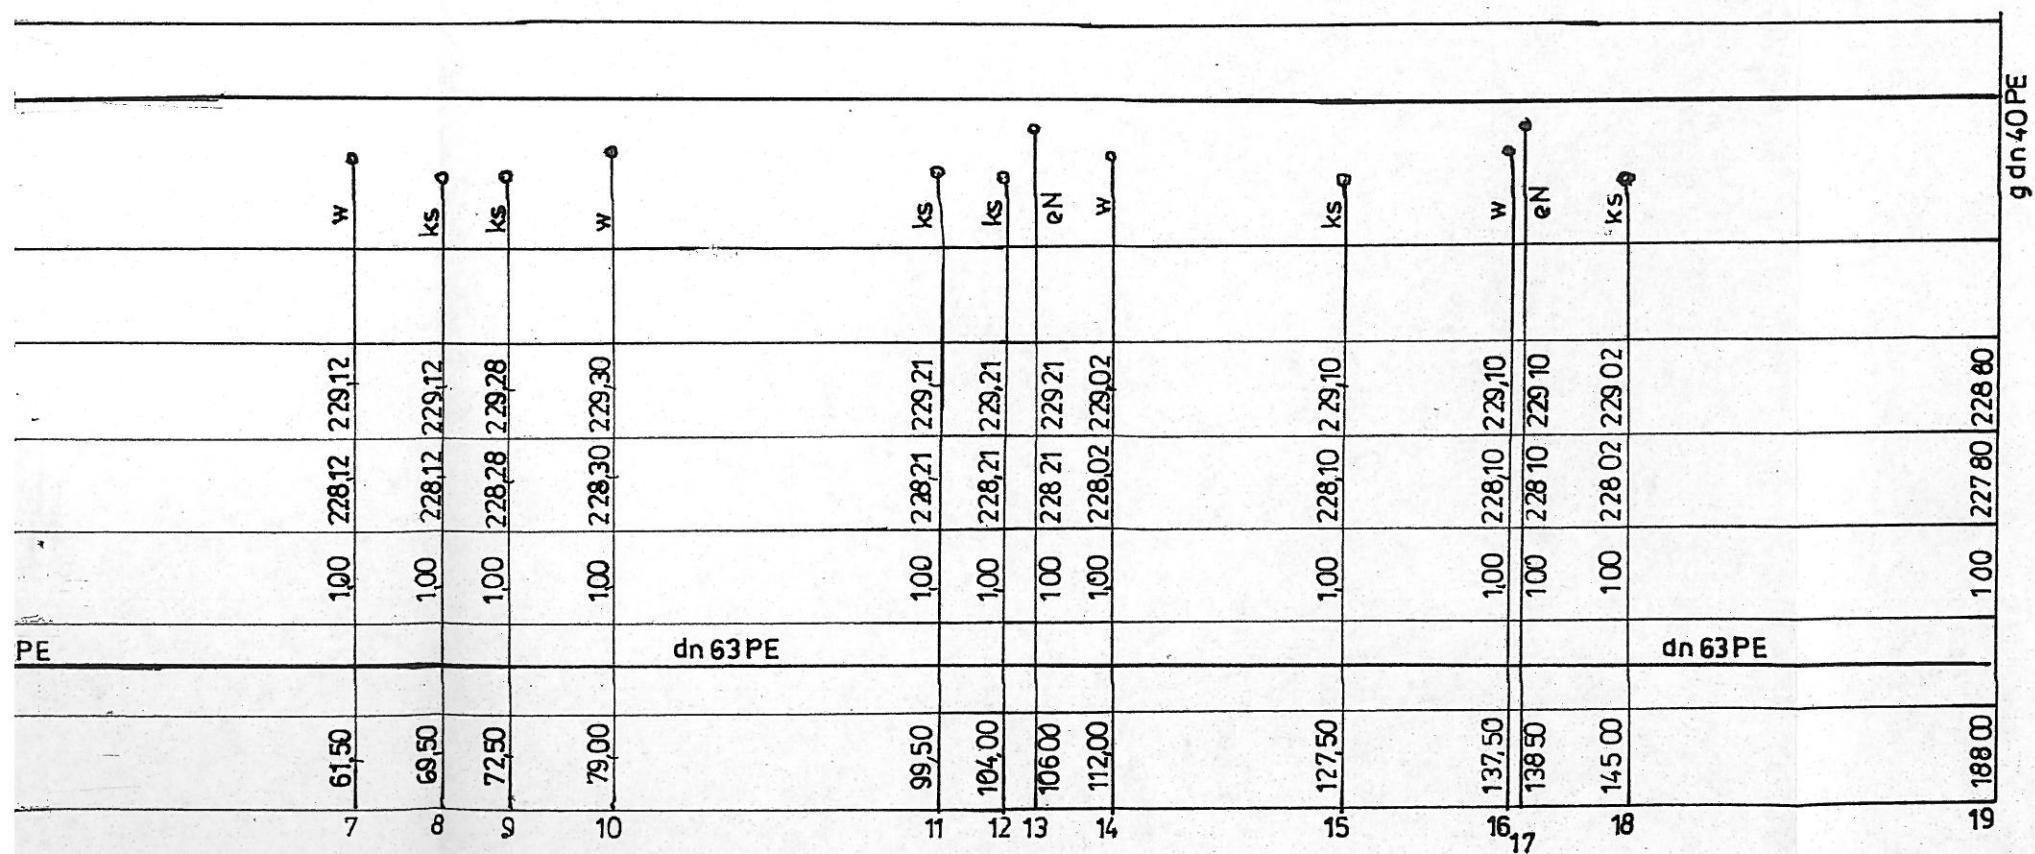 g dn 40 PE
w ks ks w ks ks eN w ks w eN ks
229,12 229,12 229,28 229,30 229,21 229,21 229 21 229,02 229,10 229,10 229 10 229 02 228 80
228,12 228,12 228,28 228,30 228,21 228,21 228 21 228,02 228,10 228,10 228 10 228 02 227 80
1,00 1,00 1,00 1,00 1,00 1,00 1 00 1,00 1,00 1,00 1 00 1 00 1 00
PE dn 63 PE dn 63 PE
61,50 69,50 72,50 79,00 99,50 104,00 106 00 112,00 127,50 137,50 138 50 145 00 188 00
7 8 9 10 11 12 13 14 15 16 17 18 19